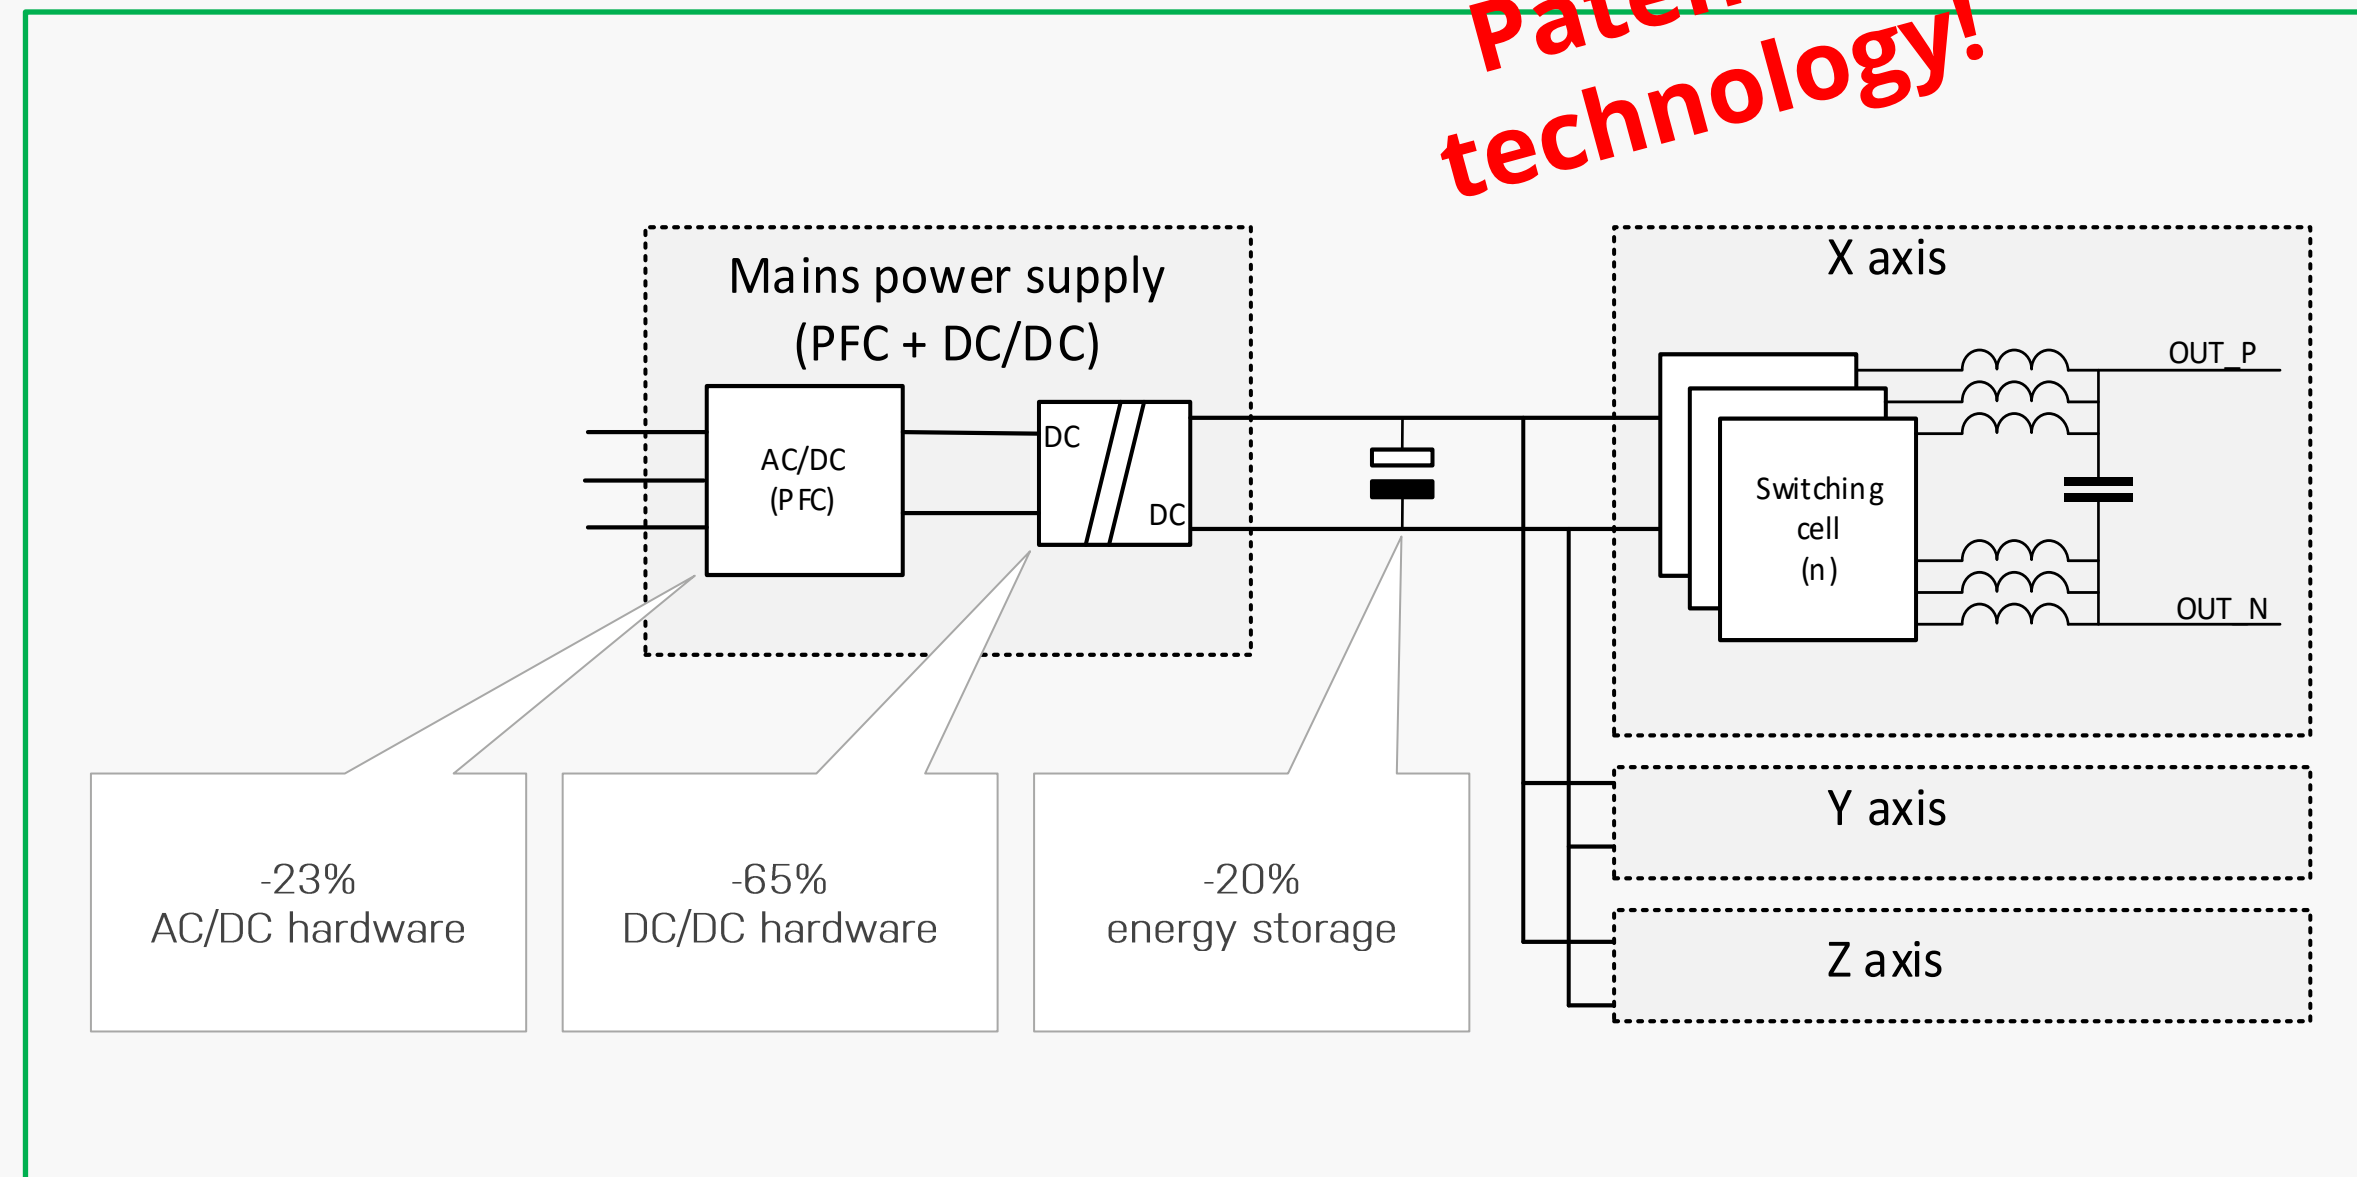 technology!
Mains power supply
(PFC + DC/DC)
X axis
AC/DC
(PFC)
DC
DC
OUT_P
Switching
cell
(n)
OUT_N
Y axis
Z axis
-23%
AC/DC hardware
-65%
DC/DC hardware
-20%
energy storage